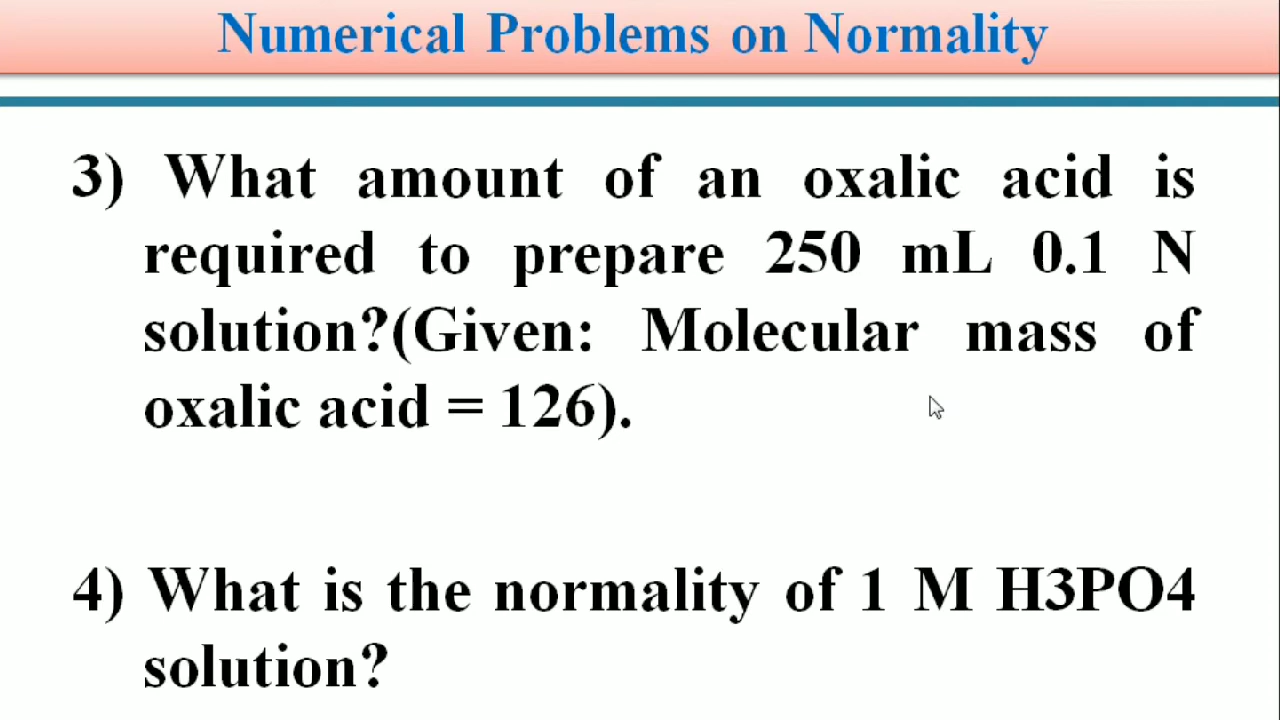 Numerical Problems on Normality
3) What amount of an oxalic acid is
required to prepare 250 mL 0.1 N
solution?(Given: Molecular mass of
oxalic acid = 126).
4) What is the normality of 1 M H3PO4
solution?